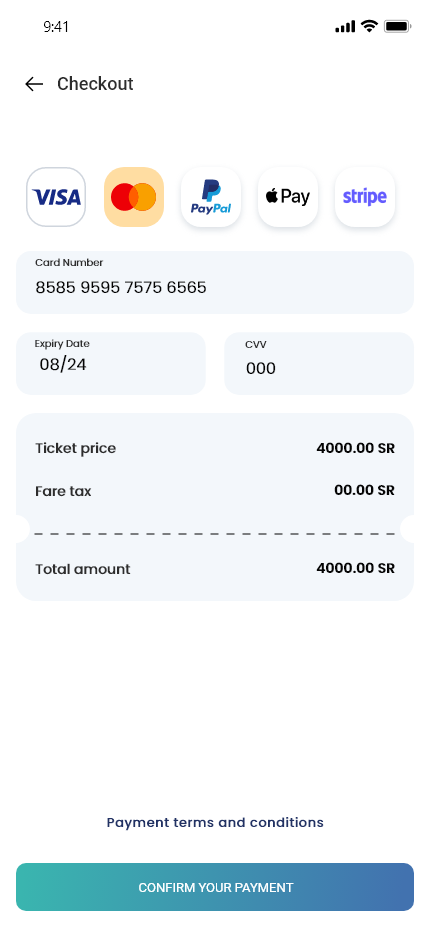 9:41
Checkout
VISA
PayPal
Pay
stripe
Card Number
8585 9595 7575 6565
Expiry Date
CVV
08/24
000
Ticket price 4000.00 SR
Fare tax 00.00 SR
Total amount 4000.00 SR
Payment terms and conditions
CONFIRM YOUR PAYMENT